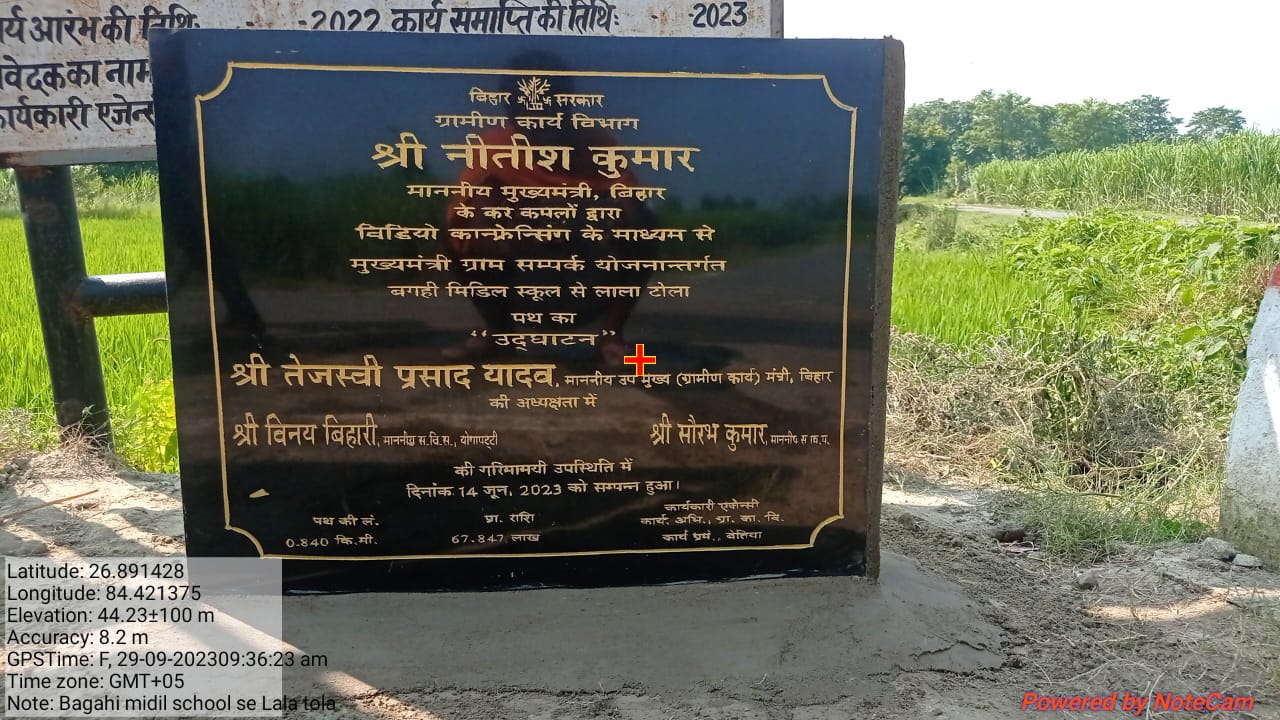 र्य आरंभ की तिथि: - -2022 कार्य समाप्ति की तिथि: -2023
वेदक का नाम
कार्यकारी एजेन्स
बिहार सरकार
ग्रामीण कार्य विभाग
श्री नीतीश कुमार
माननीय मुख्यमंत्री, बिहार
के कर कमलों द्वारा
विडियो कान्फ्रेन्सिंग के माध्यम से
मुख्यमंत्री ग्राम सम्पर्क योजनान्तर्गत
बगही मिडिल स्कूल से लाला टोला
पथ का
“उद्घाटन”
श्री तेजस्वी प्रसाद यादव, माननीय उप मुख्य (ग्रामीण कार्य) मंत्री, बिहार
की अध्यक्षता में
श्री विनय बिहारी, माननीय स.वि.स., योगापट्टी श्री सौरभ कुमार, माननीय स.वि.प.
की गरिमामयी उपस्थिति में
दिनांक 14 जून, 2023 को सम्पन्न हुआ।
पथ की लं. प्रा. राशि कार्यकारी एजेन्सी
कार्य. अभि., ग्रा. का. वि.
0.840 कि.मी. 67.847 लाख कार्य प्रमं., बेतिया
Latitude: 26.891428
Longitude: 84.421375
Elevation: 44.23±100 m
Accuracy: 8.2 m
GPSTime: F, 29-09-202309:36:23 am
Time zone: GMT+05
Note: Bagahi midil school se Lala tola
Powered by NoteCam